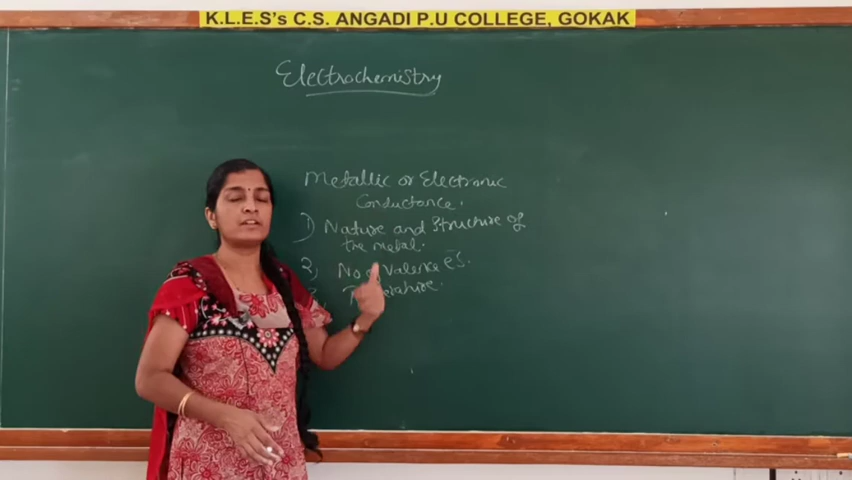 K.L.E.S's C.S. ANGADI P.U COLLEGE, GOKAK
Electrochemistry
Metallic or Electronic
Conductance.
1) Nature and Structure of
the metal.
2) No of Valence e̅s.
3)